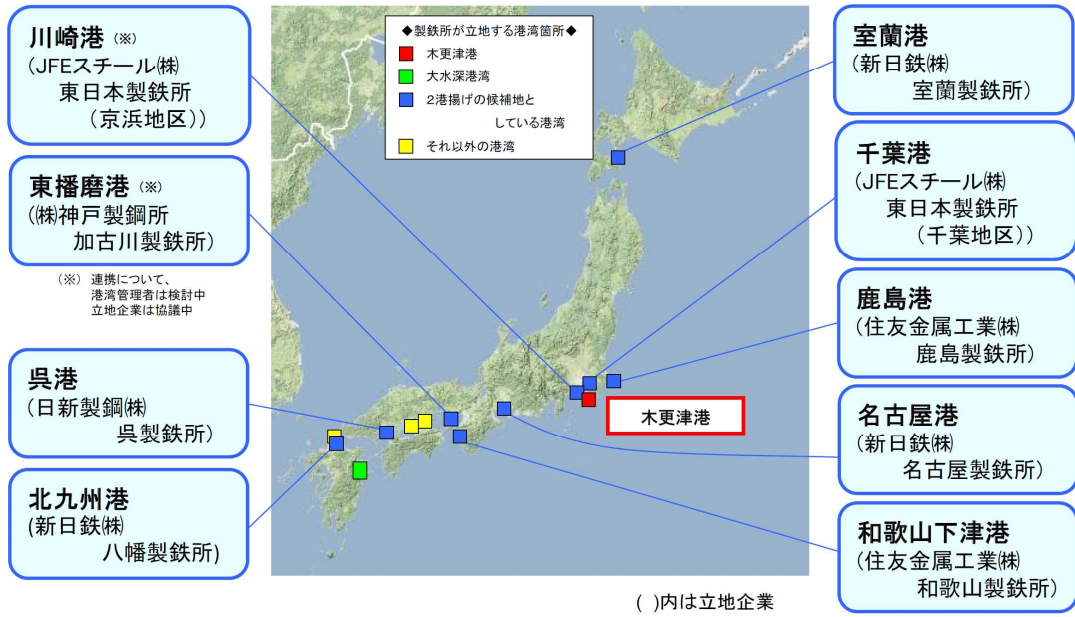 川崎港 (※)
(JFEスチール㈱
東日本製鉄所
(京浜地区))
東播磨港 (※)
(㈱神戸製鋼所
加古川製鉄所)
(※) 連携について、
港湾管理者は検討中
立地企業は協議中
呉港
(日新製鋼㈱
呉製鉄所)
北九州港
(新日鉄㈱
八幡製鉄所)
◆製鉄所が立地する港湾箇所◆
木更津港
大水深港湾
2港揚げの候補地と
している港湾
それ以外の港湾
木更津港
室蘭港
(新日鉄㈱
室蘭製鉄所)
千葉港
(JFEスチール㈱
東日本製鉄所
(千葉地区))
鹿島港
(住友金属工業㈱
鹿島製鉄所)
名古屋港
(新日鉄㈱
名古屋製鉄所)
和歌山下津港
(住友金属工業㈱
和歌山製鉄所)
( )内は立地企業